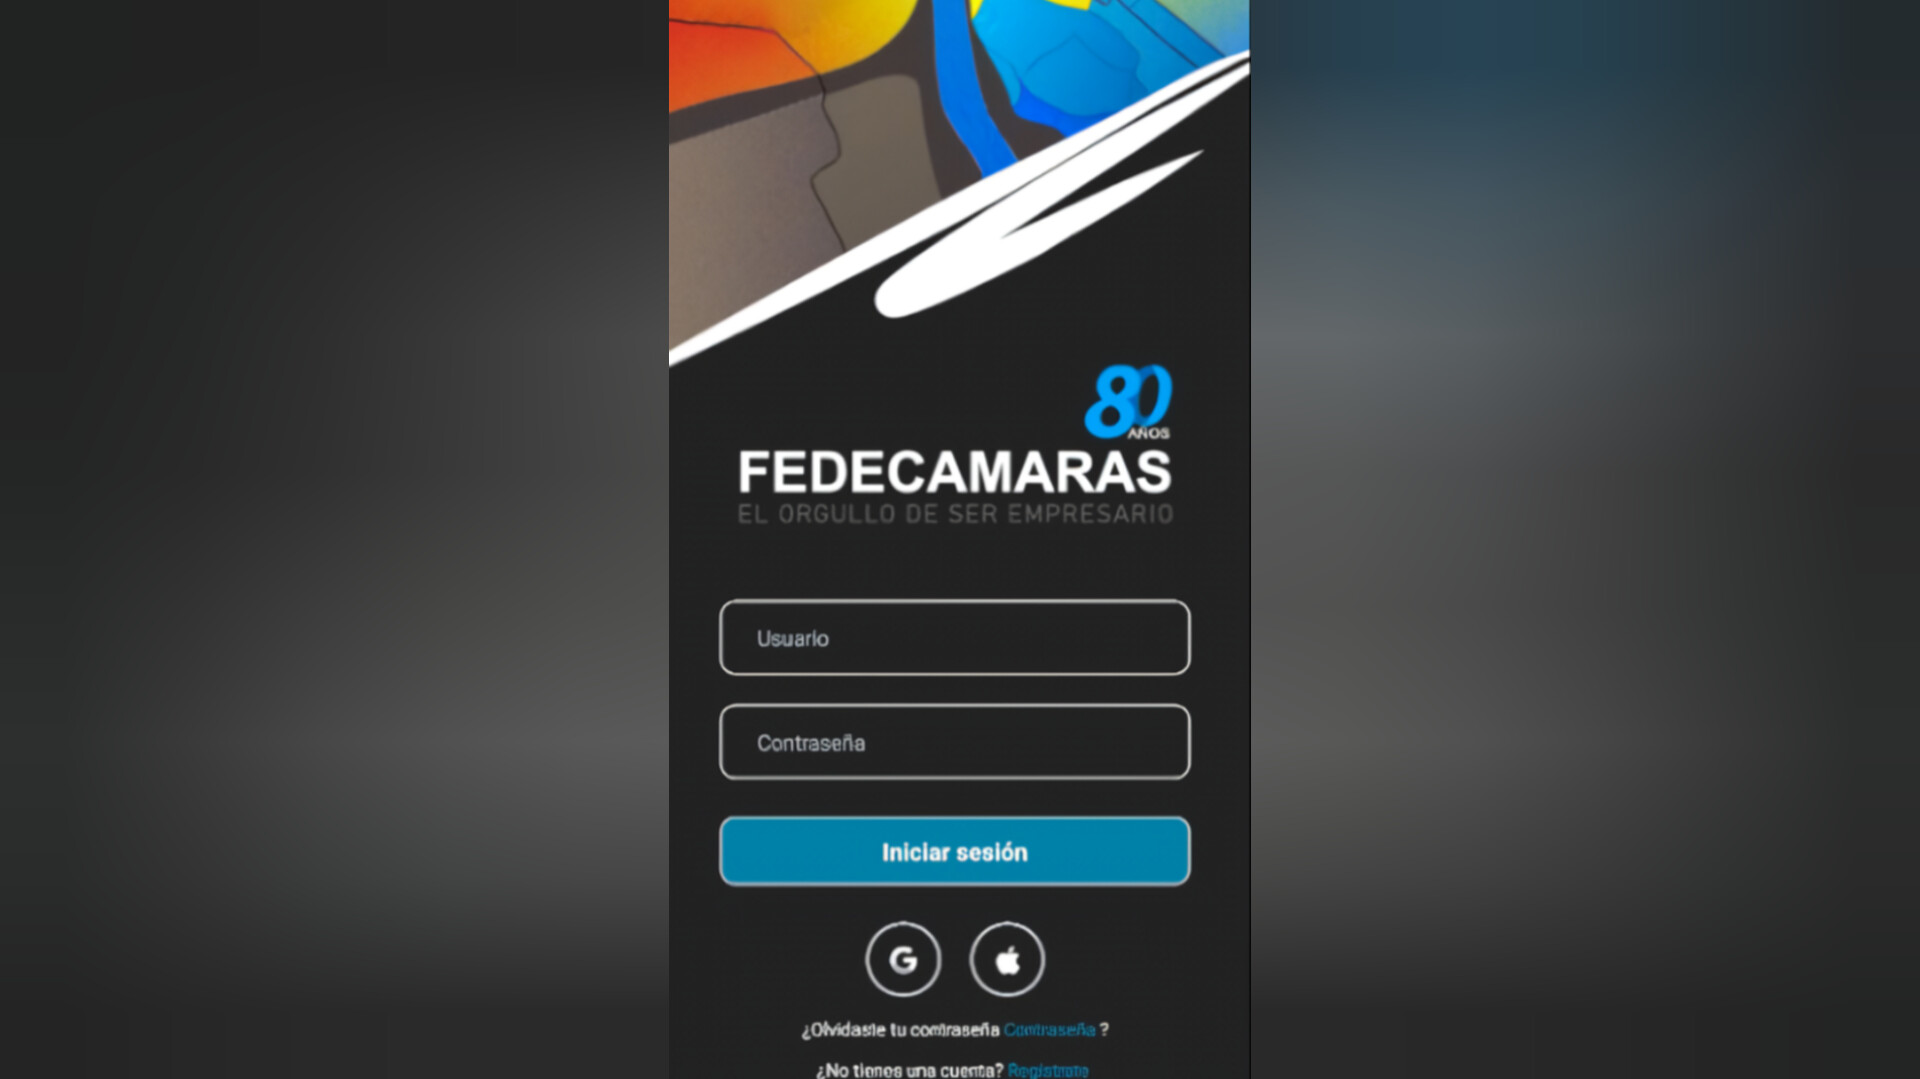 80
AÑOS
FEDECAMARAS
EL ORGULLO DE SER EMPRESARIO
Usuario
Contraseña
Iniciar sesión
G
¿Olvidaste tu contraseña Contraseña ?
¿No tienes una cuenta? Regístrate